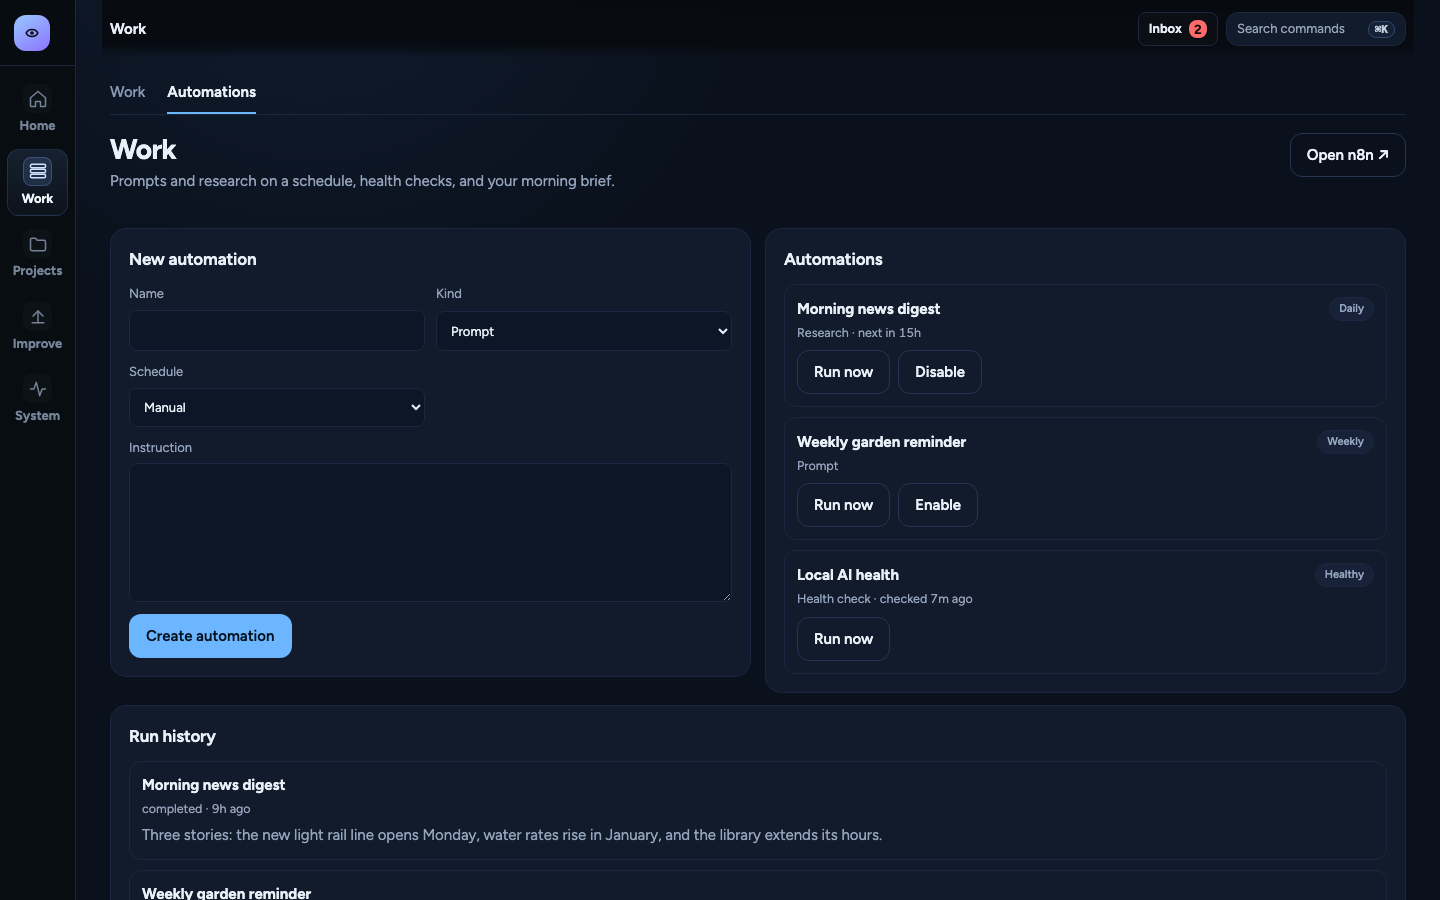 Work
Inbox 2
Search commands ⌘K
Home
Work
Projects
Improve
System
Work Automations
Work
Prompts and research on a schedule, health checks, and your morning brief.
Open n8n ↗
New automation
Name
Kind
Prompt
Schedule
Manual
Instruction
Create automation
Automations
Morning news digest
Daily
Research · next in 15h
Run now
Disable
Weekly garden reminder
Weekly
Prompt
Run now
Enable
Local AI health
Healthy
Health check · checked 7m ago
Run now
Run history
Morning news digest
completed · 9h ago
Three stories: the new light rail line opens Monday, water rates rise in January, and the library extends its hours.
Weekly garden reminder